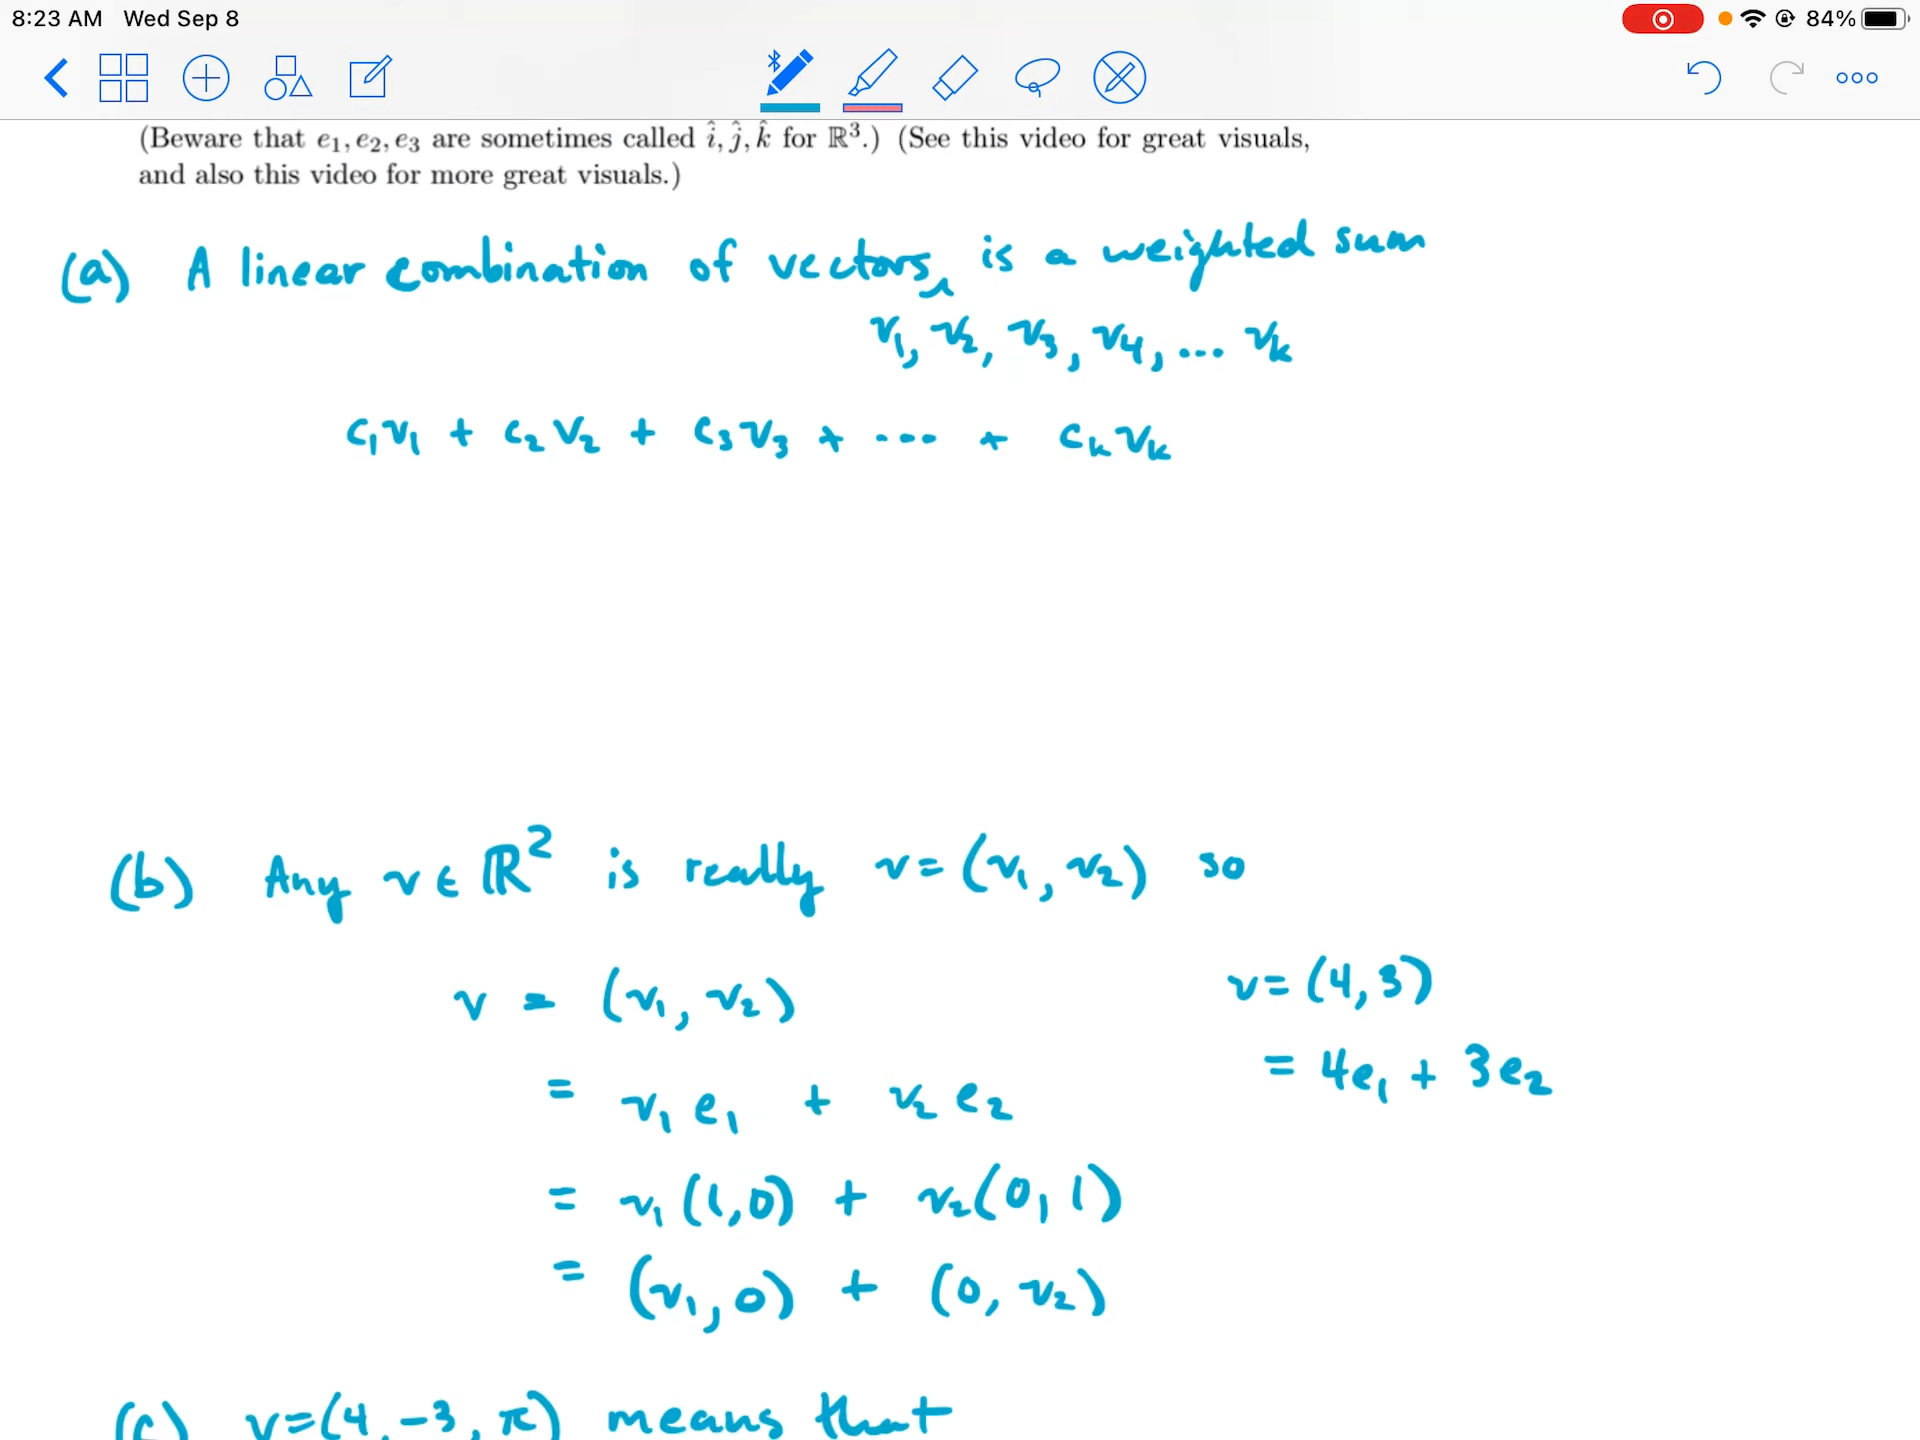 8:23 AM Wed Sep 8 84%
(Beware that e₁, e₂, e₃ are sometimes called î, ĵ, k̂ for ℝ³.) (See this video for great visuals,
and also this video for more great visuals.)
(a) A linear combination of vectors is a weighted sum
v₁, v₂, v₃, v₄, ... vₖ
c₁v₁ + c₂v₂ + c₃v₃ + ... + cₖvₖ
(b) Any v ∈ ℝ² is really v = (v₁, v₂) so
v = (v₁, v₂)
= v₁e₁ + v₂e₂
= v₁(1,0) + v₂(0,1)
= (v₁,0) + (0, v₂)
v = (4,3)
= 4e₁ + 3e₂
(c) v=(4,-3,π) means that